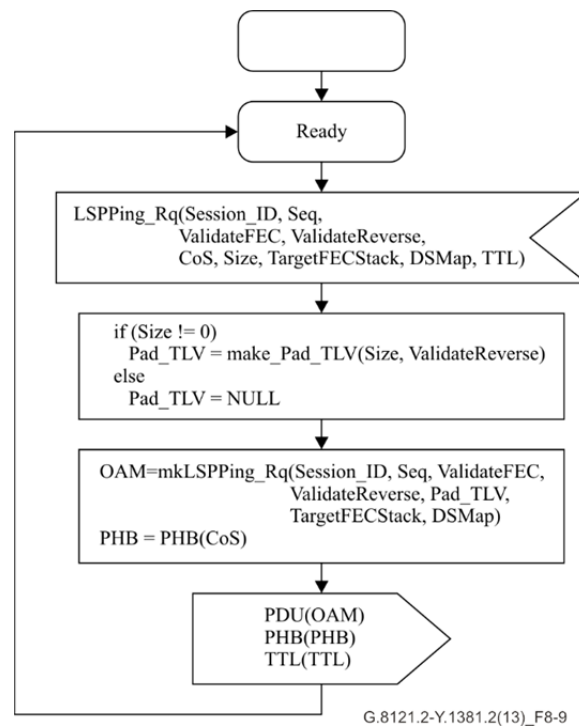 Ready
LSPPing_Rq(Session_ID, Seq,
ValidateFEC, ValidateReverse,
CoS, Size, TargetFECStack, DSMap, TTL)
if (Size != 0)
Pad_TLV = make_Pad_TLV(Size, ValidateReverse)
else
Pad_TLV = NULL
OAM=mkLSPPing_Rq(Session_ID, Seq, ValidateFEC,
ValidateReverse, Pad_TLV,
TargetFECStack, DSMap)
PHB = PHB(CoS)
PDU(OAM)
PHB(PHB)
TTL(TTL)
G.8121.2-Y.1381.2(13)_F8-9